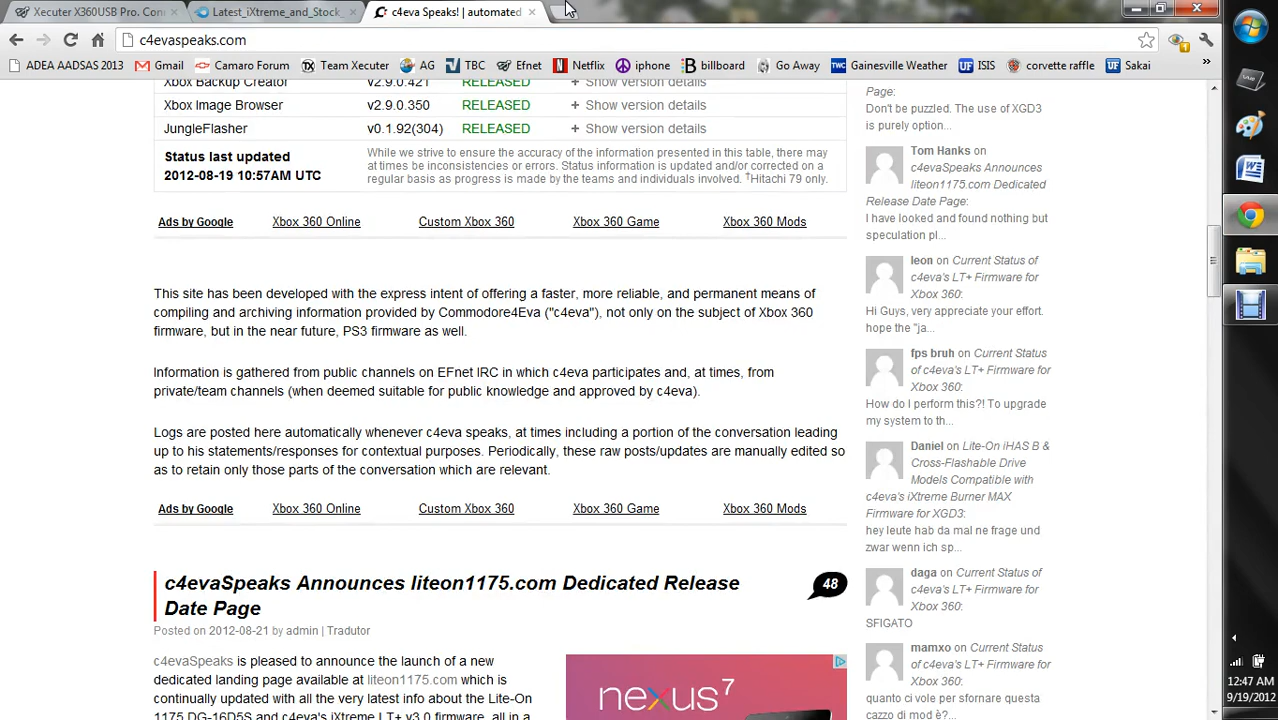 Xecuter X360USB Pro. Con
Latest_iXtreme_and_Stock_
c4eva Speaks! | automated
c4evaspeaks.com
ADEA AADSAS 2013
Gmail
Camaro Forum
Team Xecuter
AG
TBC
Efnet
Netflix
iphone
billboard
Go Away
Gainesville Weather
ISIS
corvette raffle
Sakai
Xbox Backup Creator v2.9.0.421 RELEASED + Show version details
Xbox Image Browser v2.9.0.350 RELEASED + Show version details
JungleFlasher v0.1.92(304) RELEASED + Show version details
Status last updated
2012-08-19 10:57AM UTC
While we strive to ensure the accuracy of the information presented in this table, there may
at times be inconsistencies or errors. Status information is updated and/or corrected on a
regular basis as progress is made by the teams and individuals involved. †Hitachi 79 only.
Ads by Google Xbox 360 Online Custom Xbox 360 Xbox 360 Game Xbox 360 Mods
This site has been developed with the express intent of offering a faster, more reliable, and permanent means of
compiling and archiving information provided by Commodore4Eva ("c4eva"), not only on the subject of Xbox 360
firmware, but in the near future, PS3 firmware as well.
Information is gathered from public channels on EFnet IRC in which c4eva participates and, at times, from
private/team channels (when deemed suitable for public knowledge and approved by c4eva).
Logs are posted here automatically whenever c4eva speaks, at times including a portion of the conversation leading
up to his statements/responses for contextual purposes. Periodically, these raw posts/updates are manually edited so
as to retain only those parts of the conversation which are relevant.
Ads by Google Xbox 360 Online Custom Xbox 360 Xbox 360 Game Xbox 360 Mods
c4evaSpeaks Announces liteon1175.com Dedicated Release
Date Page
48
Posted on 2012-08-21 by admin | Tradutor
c4evaSpeaks is pleased to announce the launch of a new
dedicated landing page available at liteon1175.com which is
continually updated with all the very latest info about the Lite-On
1175 DG-16D5S and c4eva's iXtreme LT+ v3.0 firmware, all in a
nexus 7
Page:
Don't be puzzled. The use of XGD3
is purely option...
Tom Hanks on
c4evaSpeaks Announces
liteon1175.com Dedicated
Release Date Page:
I have looked and found nothing but
speculation pl...
leon on Current Status of
c4eva's LT+ Firmware for
Xbox 360:
Hi Guys, very appreciate your effort.
hope the "ja...
fps bruh on Current Status
of c4eva's LT+ Firmware for
Xbox 360:
How do I perform this?! To upgrade
my system to th...
Daniel on Lite-On iHAS B &
Cross-Flashable Drive
Models Compatible with
c4eva's iXtreme Burner MAX
Firmware for XGD3:
hey leute hab da mal ne frage und
zwar wenn ich sp...
daga on Current Status of
c4eva's LT+ Firmware for
Xbox 360:
SFIGATO
mamxo on Current Status of
c4eva's LT+ Firmware for
Xbox 360:
quanto ci vole per sfornare questa
cazzo di mod è?...
12:47 AM
9/19/2012